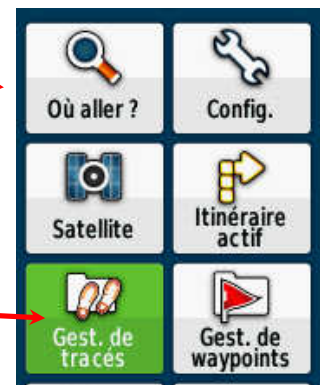 Où aller ?
Config.
Satellite
Itinéraire
actif
Gest. de
tracés
Gest. de
waypoints